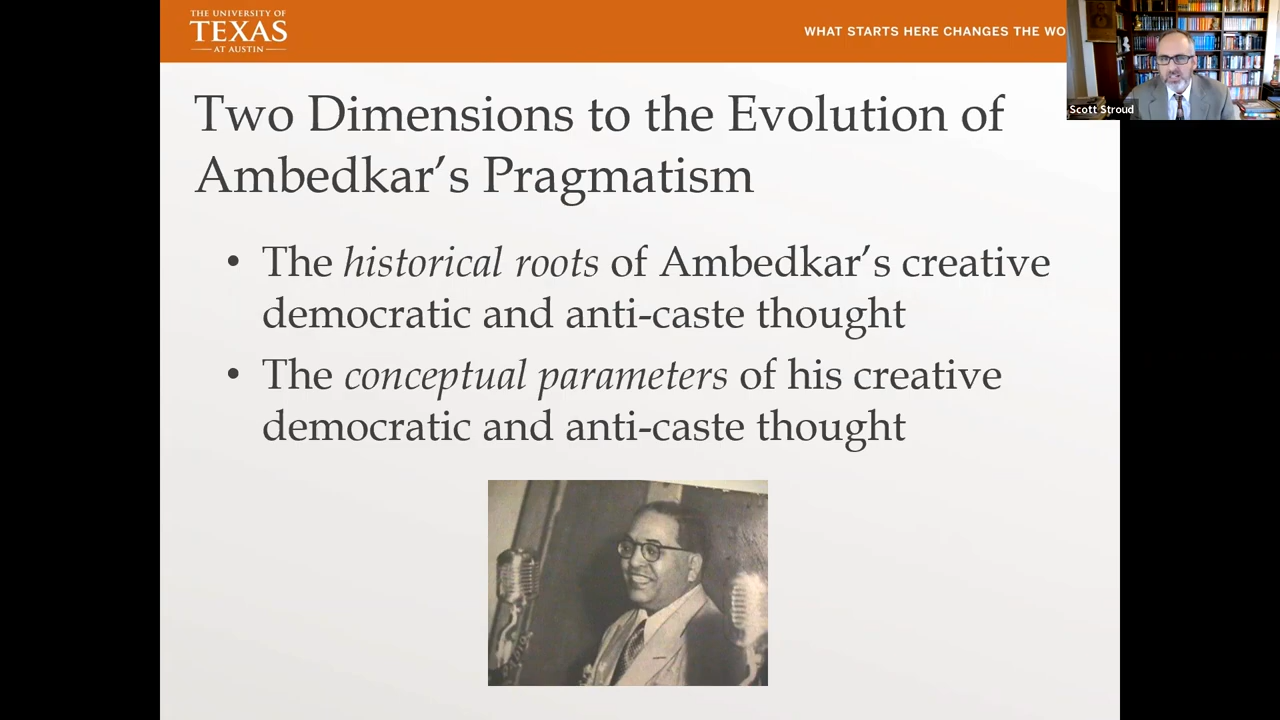 THE UNIVERSITY OF
TEXAS
AT AUSTIN
WHAT STARTS HERE CHANGES THE WO
Scott Stroud
Two Dimensions to the Evolution of
Ambedkar’s Pragmatism
• The historical roots of Ambedkar’s creative
democratic and anti-caste thought
• The conceptual parameters of his creative
democratic and anti-caste thought